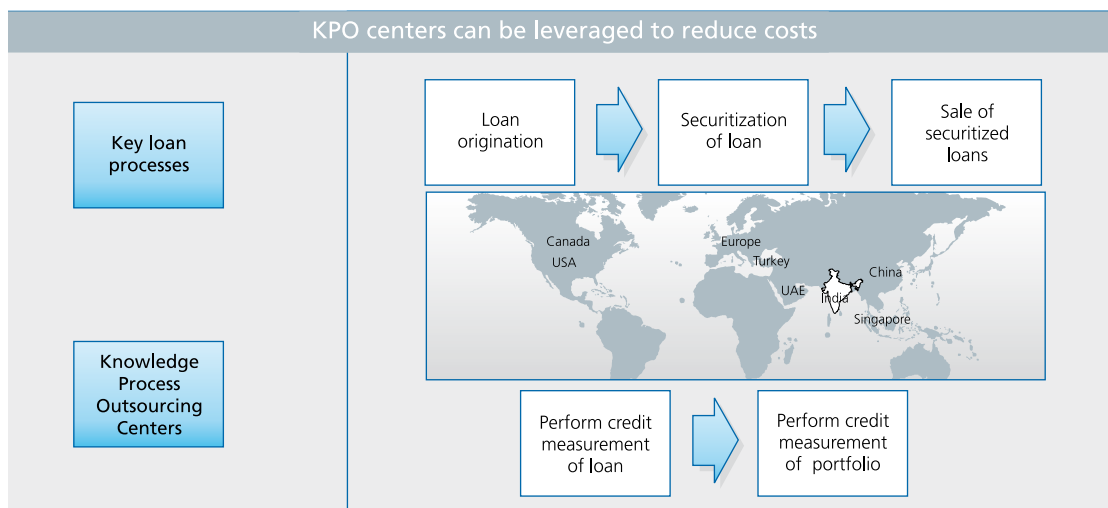 KPO centers can be leveraged to reduce costs
Key loan
processes
Loan
origination
Securitization
of loan
Sale of
securitized
loans
Canada
USA
Europe
Turkey
UAE
India
China
Singapore
Knowledge
Process
Outsourcing
Centers
Perform credit
measurement
of loan
Perform credit
measurement
of portfolio